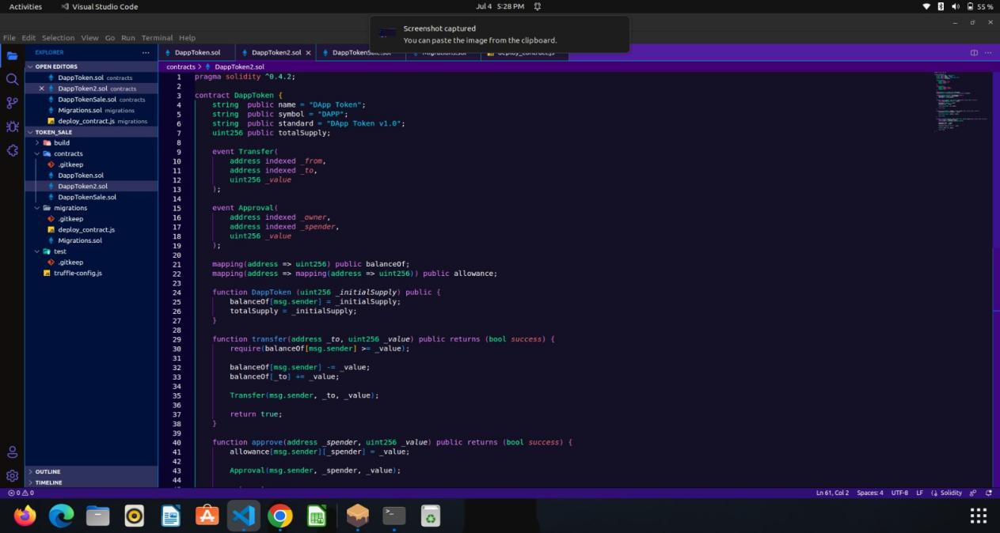 Activities
Visual Studio Code
Jul 4 5:28 PM
55 %
Screenshot captured
You can paste the image from the clipboard.
File Edit Selection View Go Run Terminal Help
EXPLORER
DappToken.sol
DappToken2.sol
contracts > DappToken2.sol
OPEN EDITORS
DappToken.sol contracts
DappToken2.sol contracts
DappTokenSale.sol contracts
Migrations.sol migrations
deploy_contract.js migrations
TOKEN_SALE
build
contracts
.gitkeep
DappToken.sol
DappToken2.sol
DappTokenSale.sol
migrations
.gitkeep
deploy_contract.js
Migrations.sol
test
.gitkeep
truffle-config.js
OUTLINE
TIMELINE
1 pragma solidity ^0.4.2;
2
3 contract DappToken {
4 string public name = "DApp Token";
5 string public symbol = "DAPP";
6 string public standard = "DApp Token v1.0";
7 uint256 public totalSupply;
8
9 event Transfer(
10 address indexed _from,
11 address indexed _to,
12 uint256 _value
13 );
14
15 event Approval(
16 address indexed _owner,
17 address indexed _spender,
18 uint256 _value
19 );
20
21 mapping(address => uint256) public balanceOf;
22 mapping(address => mapping(address => uint256)) public allowance;
23
24 function DappToken (uint256 _initialSupply) public {
25 balanceOf[msg.sender] = _initialSupply;
26 totalSupply = _initialSupply;
27 }
28
29 function transfer(address _to, uint256 _value) public returns (bool success) {
30 require(balanceOf[msg.sender] >= _value);
31
32 balanceOf[msg.sender] -= _value;
33 balanceOf[_to] += _value;
34
35 Transfer(msg.sender, _to, _value);
36
37 return true;
38 }
39
40 function approve(address _spender, uint256 _value) public returns (bool success) {
41 allowance[msg.sender][_spender] = _value;
42
43 Approval(msg.sender, _spender, _value);
44
0 0
Ln 61, Col 2 Spaces: 4 UTF-8 LF Solidity